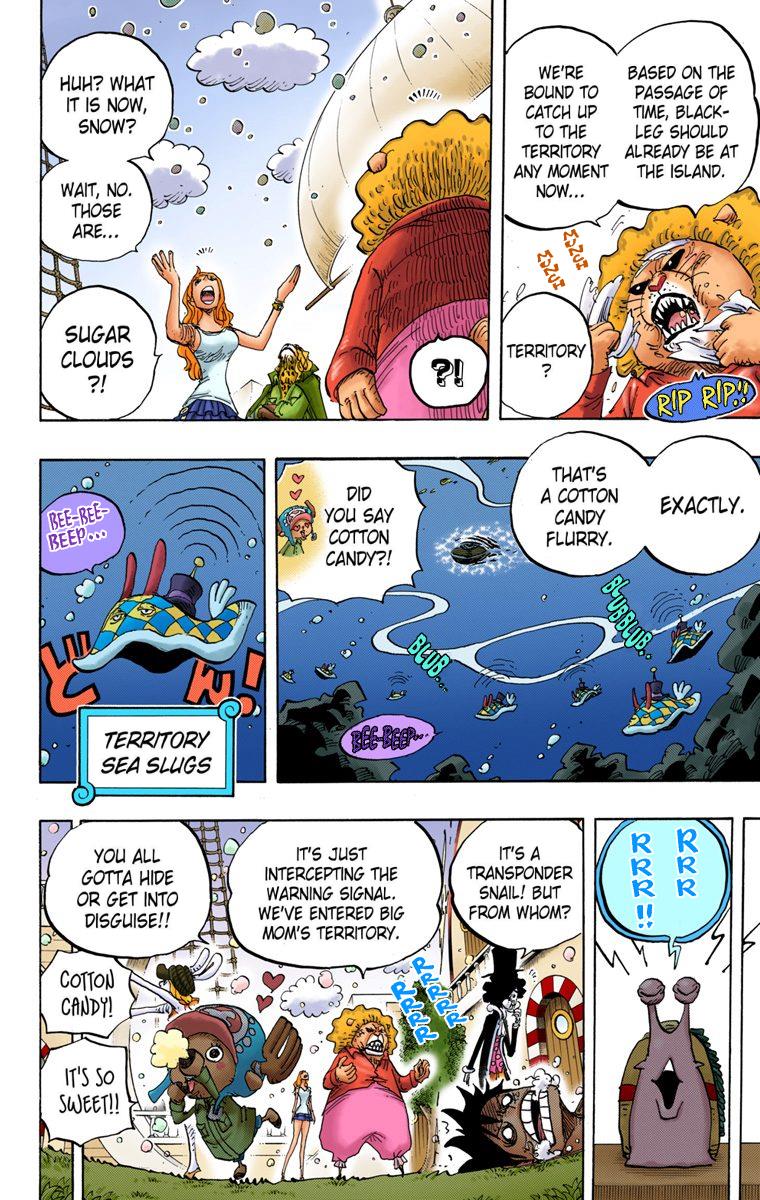 BASED ON THE
PASSAGE OF
TIME, BLACK-
LEG SHOULD
ALREADY BE AT
THE ISLAND.
WE'RE
BOUND TO
CATCH UP
TO THE
TERRITORY
ANY MOMENT
NOW...
MUNCH
MUNCH
TERRITORY
?
RIP RIP!!
HUH? WHAT
IT IS NOW,
SNOW?
WAIT, NO.
THOSE
ARE...
SUGAR
CLOUDS
?!
?!
EXACTLY.
THAT'S
A COTTON
CANDY
FLURRY.
DID
YOU SAY
COTTON
CANDY?!
BLUBBLUB..
BLUB...
BEE-BEEP...
BEE-BEE-
BEEP...
どん!
TERRITORY
SEA SLUGS
RRR
RRR!!
IT'S A
TRANSPONDER
SNAIL! BUT
FROM WHOM?
IT'S JUST
INTERCEPTING THE
WARNING SIGNAL.
WE'VE ENTERED BIG
MOM'S TERRITORY.
RRRRR
RRRRR
YOU ALL
GOTTA HIDE
OR GET INTO
DISGUISE!!
COTTON
CANDY!
IT'S SO
SWEET!!